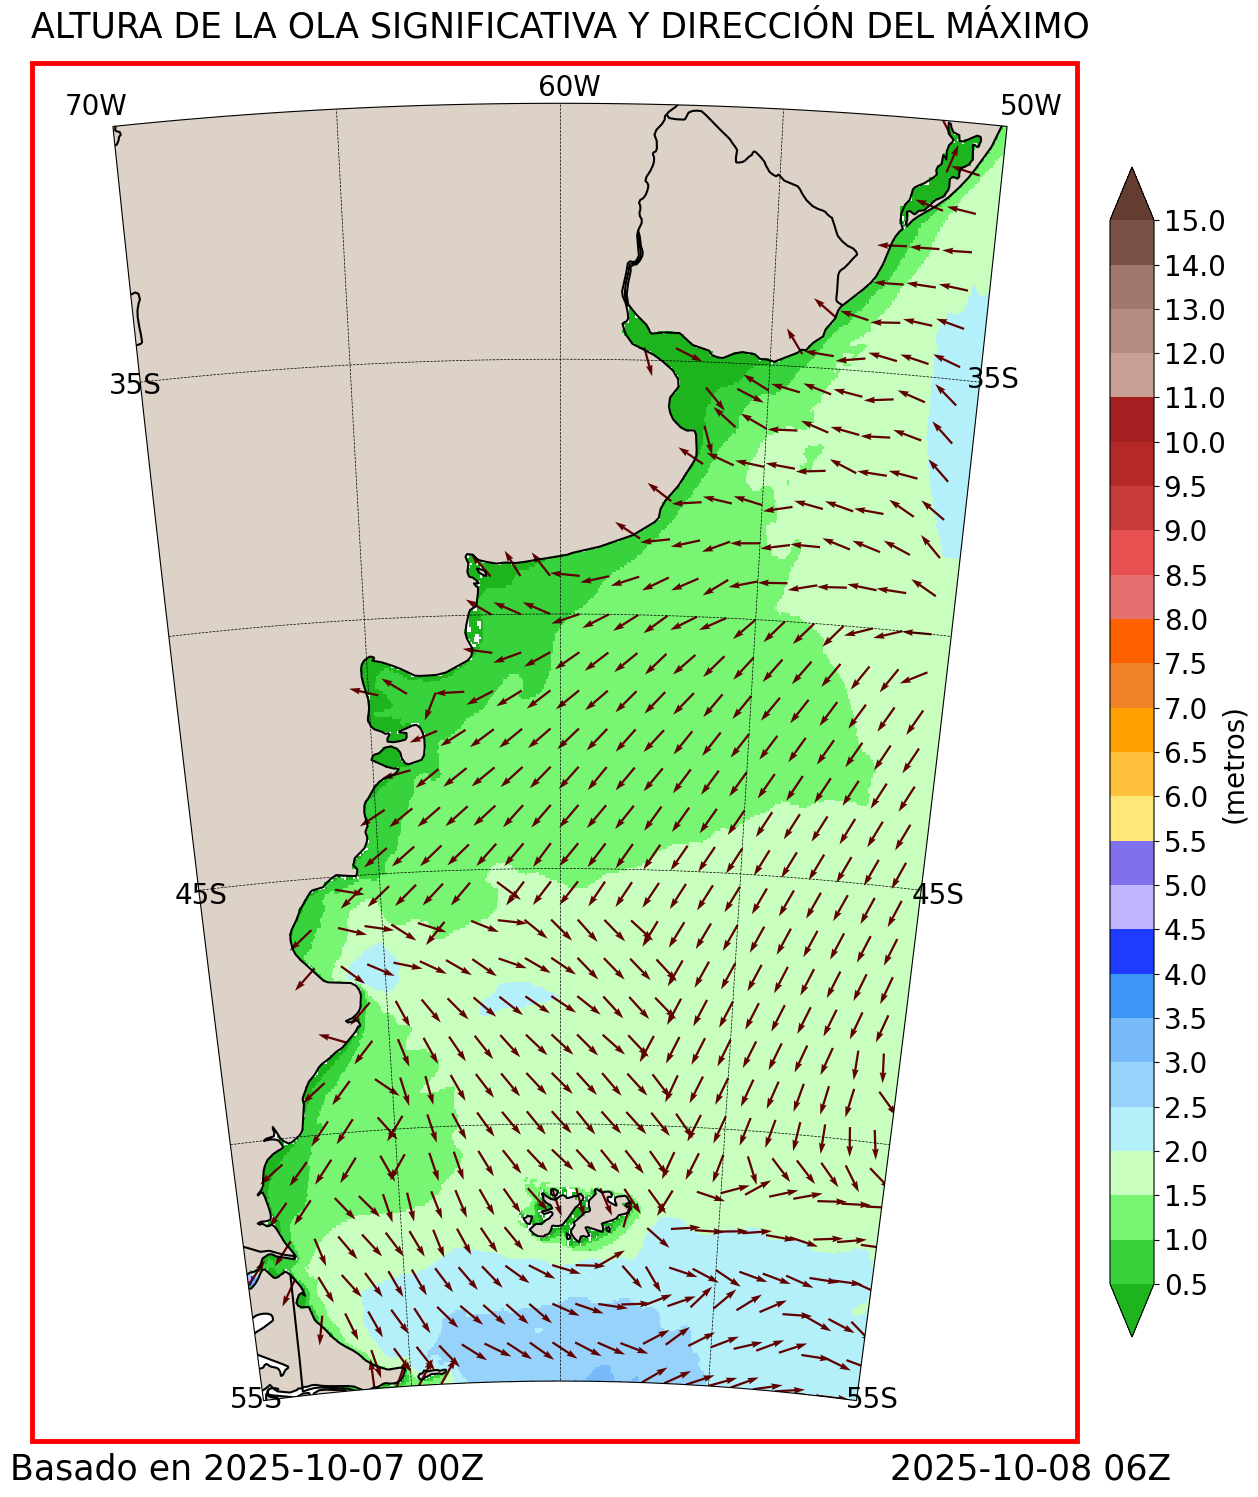 ALTURA DE LA OLA SIGNIFICATIVA Y DIRECCIÓN DEL MÁXIMO
70W
60W
50W
35S
35S
45S
45S
55S
55S
15.0
14.0
13.0
12.0
11.0
10.0
9.5
9.0
8.5
8.0
7.5
7.0
6.5
6.0
5.5
5.0
4.5
4.0
3.5
3.0
2.5
2.0
1.5
1.0
0.5
(metros)
Basado en 2025-10-07 00Z
2025-10-08 06Z